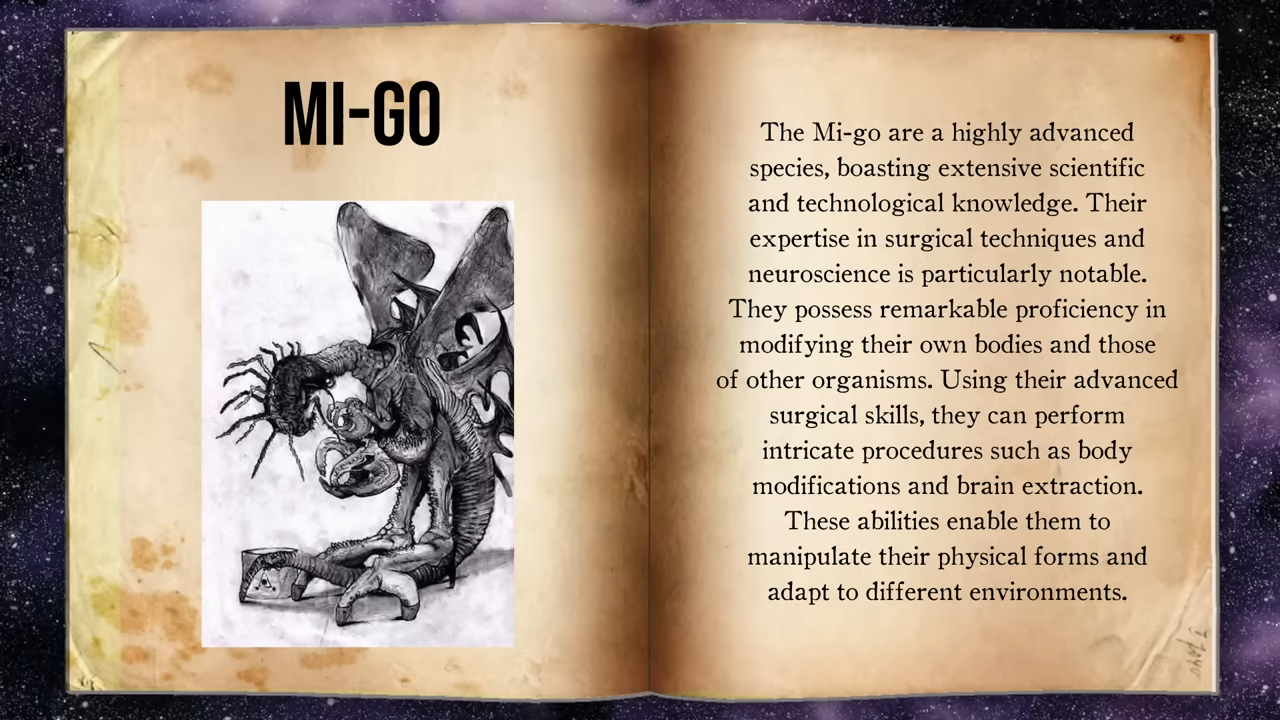 MI-GO
The Mi-go are a highly advanced
species, boasting extensive scientific
and technological knowledge. Their
expertise in surgical techniques and
neuroscience is particularly notable.
They possess remarkable proficiency in
modifying their own bodies and those
of other organisms. Using their advanced
surgical skills, they can perform
intricate procedures such as body
modifications and brain extraction.
These abilities enable them to
manipulate their physical forms and
adapt to different environments.